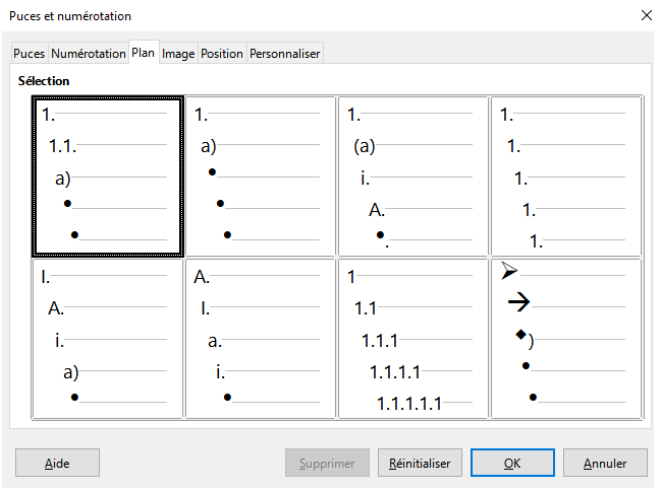 Puces et numérotation
Puces Numérotation Plan Image Position Personnaliser
Sélection
1. 1. 1. 1.
1.1. a) (a) 1.
a) • i. 1.
• • A. 1.
• • •. 1.
I. A. 1 ➢
A. I. 1.1 →
i. a. 1.1.1 ◆)
a) i. 1.1.1.1 •
• • 1.1.1.1.1 •
Aide Supprimer Réinitialiser OK Annuler